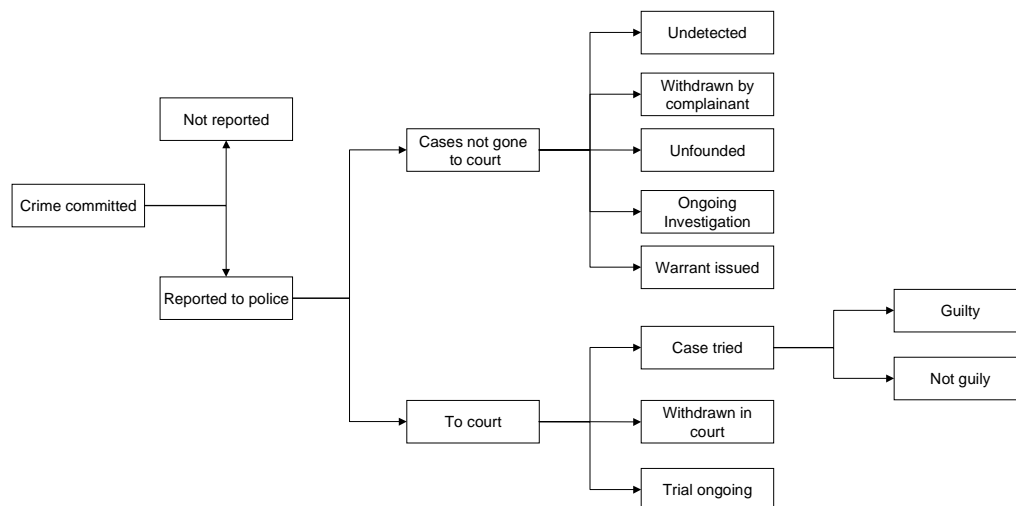 Undetected
Withdrawn by
complainant
Not reported
Cases not gone
to court
Unfounded
Crime committed
Ongoing
Investigation
Reported to police
Warrant issued
Guilty
Case tried
Not guily
To court
Withdrawn in
court
Trial ongoing